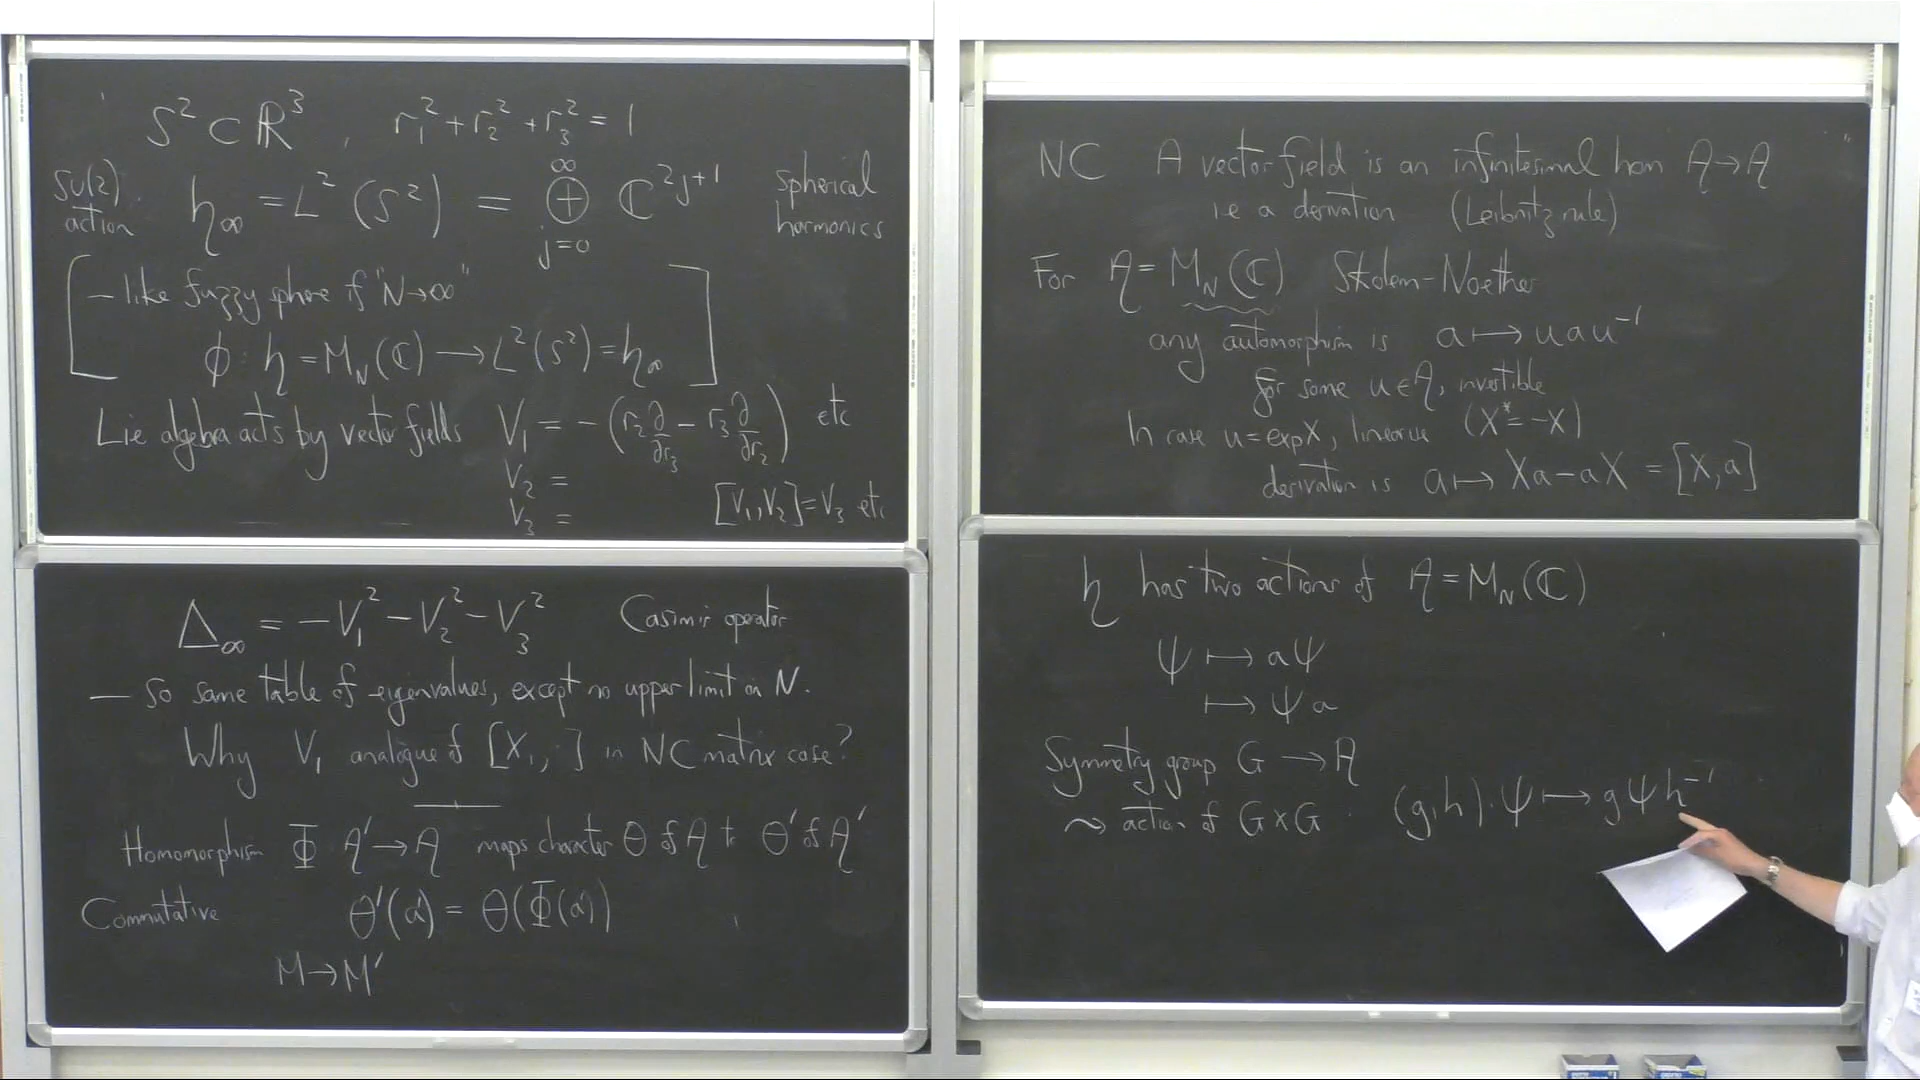 S² ⊂ ℝ³, r₁² + r₂² + r₃² = 1
SU(2) action
η_∞ = L²(S²) = ⊕_{j=0}^{∞} ℂ^{2j+1}
spherical harmonics
[ – like fuzzy sphere if "N→∞"
φ : η = M_N(ℂ) → L²(S²) = η_∞ ]
Lie algebra acts by vector fields V₁ = −(r₂ ∂/∂r₃ − r₃ ∂/∂r₂) etc
V₂ =
V₃ = [V₁, V₂] = V₃ etc
Δ_∞ = −V₁² − V₂² − V₃² Casimir operator
— So same table of eigenvalues, except no upper limit on N.
Why V₁ analogue of [X₁, ·] in NC matrix case?
Homomorphism Φ A′ → A maps character θ of A to θ′ of A′
Commutative θ′(a′) = θ(Φ(a′))
M → M′
NC A vector field is an infinitesimal hom A → A
i.e a derivation (Leibnitz rule)
For A = M_N(ℂ) Skolem-Noether
any automorphism is a ↦ u a u⁻¹
for some u ∈ A, invertible
In case u = exp X, linearise (X* = −X)
derivation is a ↦ Xa − aX = [X, a]
η has two actions of A = M_N(ℂ)
ψ ↦ aψ
↦ ψa
Symmetry group G → A
⇝ action of G × G · (g, h) · ψ ↦ g ψ h⁻¹